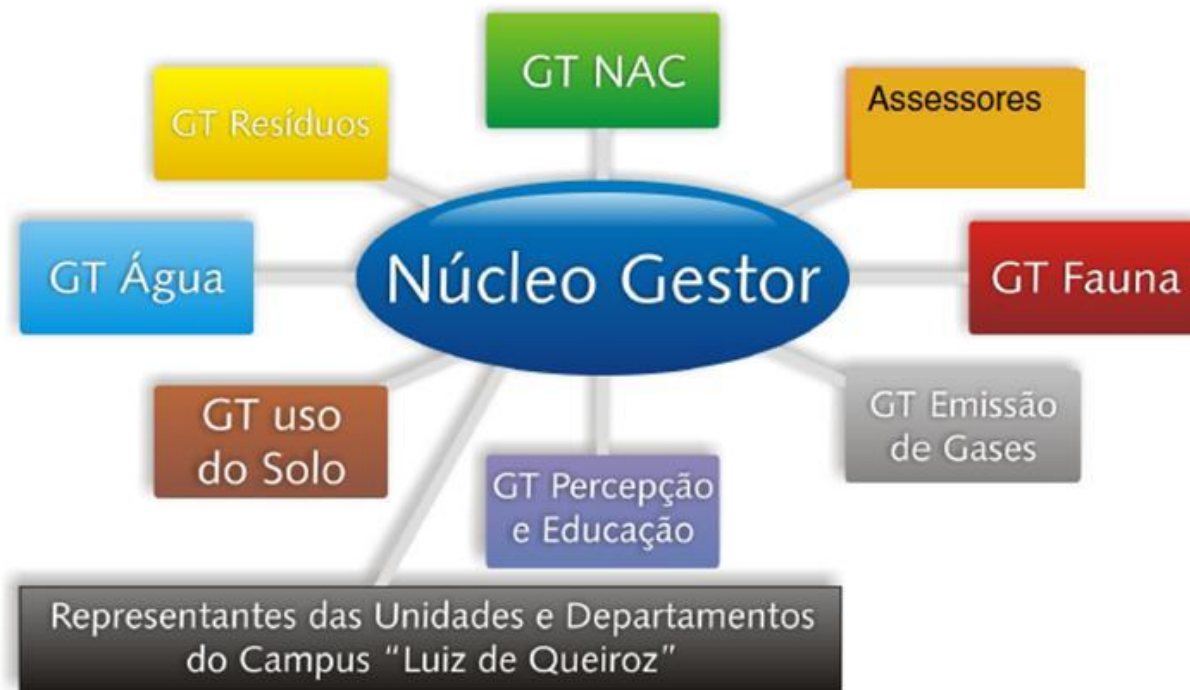 GT NAC
GT Resíduos
Assessores
GT Água
Núcleo Gestor
GT Fauna
GT uso
do Solo
GT Emissão
de Gases
GT Percepção
e Educação
Representantes das Unidades e Departamentos
do Campus “Luiz de Queiroz”